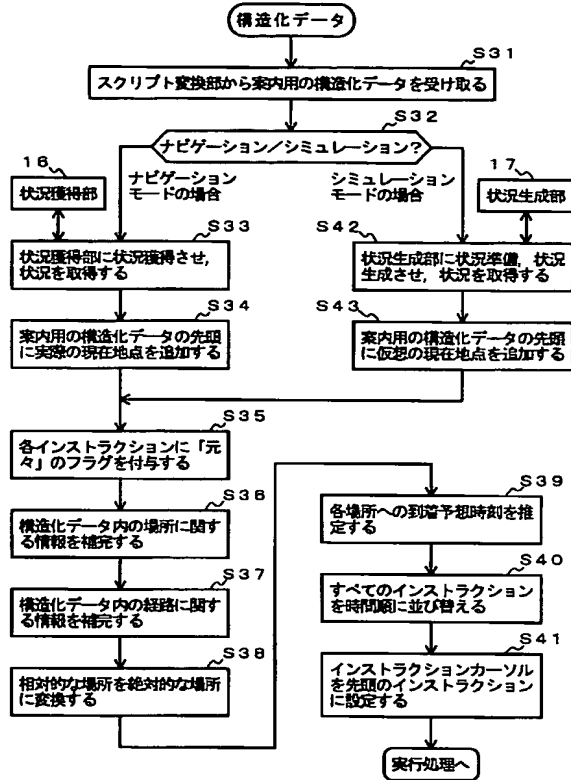 構造化データ
S31
スクリプト変換部から案内用の構造化データを受け取る
S32
ナビゲーション/シミュレーション?
16
状況獲得部
ナビゲーション
モードの場合
シミュレーション
モードの場合
17
状況生成部
S33
状況獲得部に状況獲得させ,
状況を取得する
S42
状況生成部に状況準備,状況
生成させ,状況を取得する
S34
案内用の構造化データの先頭
に実際の現在地点を追加する
S43
案内用の構造化データの先頭
に仮想の現在地点を追加する
S35
各インストラクションに「元
々」のフラグを付与する
S36
構造化データ内の場所に関す
る情報を補完する
S37
構造化データ内の経路に関す
る情報を補完する
S38
相対的な場所を絶対的な場所
に変換する
S39
各場所への到着予想時刻を推
定する
S40
すべてのインストラクション
を時間順に並び替える
S41
インストラクションカーソル
を先頭のインストラクション
に設定する
実行処理へ